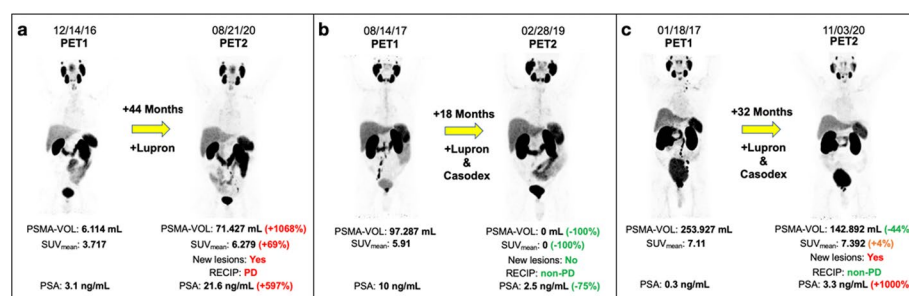 a
12/14/16
PET1
08/21/20
PET2
+44 Months
+Lupron
PSMA-VOL: 6.114 mL
SUVmean: 3.717
PSA: 3.1 ng/mL
71.427 mL (+1068%)
SUVmean: 6.279 (+69%)
New lesions: Yes
RECIP: PD
PSA: 21.6 ng/mL (+597%)
b
08/14/17
PET1
02/28/19
PET2
+18 Months
+Lupron
&
Casodex
PSMA-VOL: 97.287 mL
SUVmean: 5.91
PSA: 10 ng/mL
PSMA-VOL: 0 mL (-100%)
SUVmean: 0 (-100%)
New lesions: No
RECIP: non-PD
PSA: 2.5 ng/mL (-75%)
c
01/18/17
PET1
11/03/20
PET2
+32 Months
+Lupron
&
Casodex
PSMA-VOL: 253.927 mL
SUVmean: 7.11
PSA: 0.3 ng/mL
PSMA-VOL: 142.892 mL (-44%)
SUVmean: 7.392 (+4%)
New lesions: Yes
RECIP: non-PD
PSA: 3.3 ng/mL (+1000%)